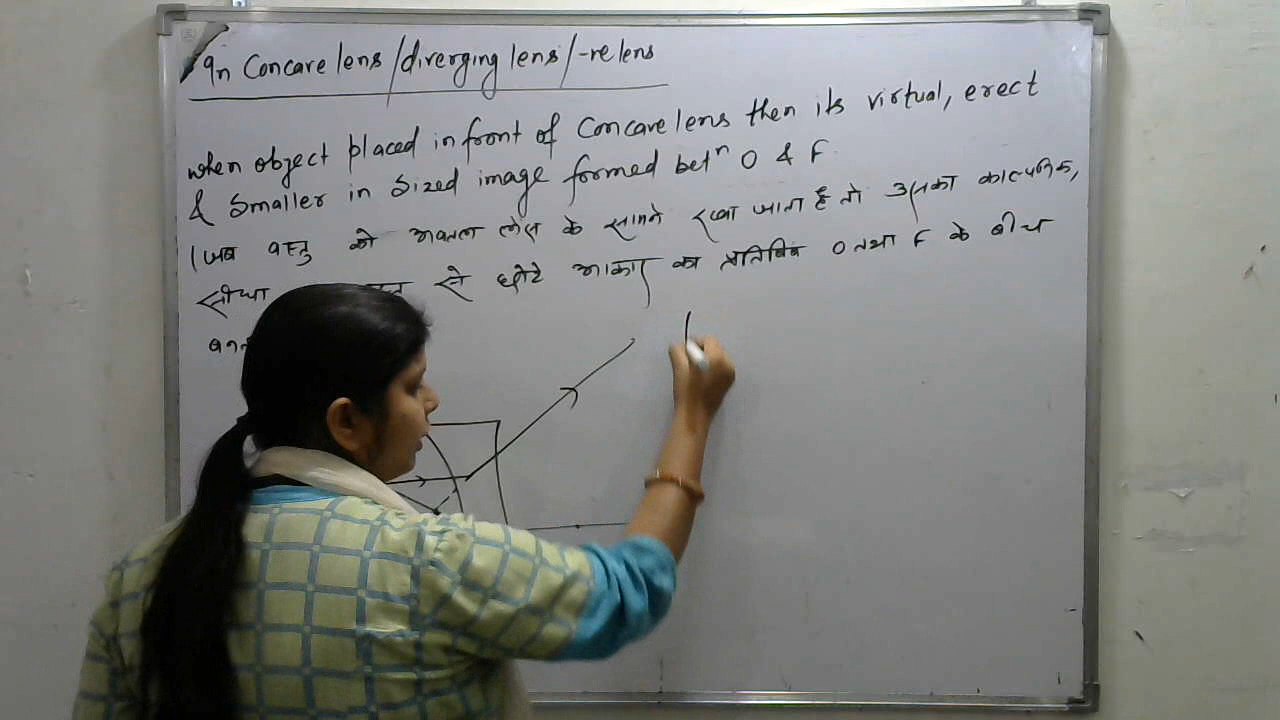 In Concave lens/diverging lens/-ve lens
when object placed in front of Concave lens then its virtual, erect
& Smaller in Sized image formed betⁿ O & F.
(जब वस्तु को अवतल लेंस के सामने रखा जाता है तो उसका काल्पनिक,
सीधा से छोटे आकार का प्रतिबिंब O तथा F के बीच